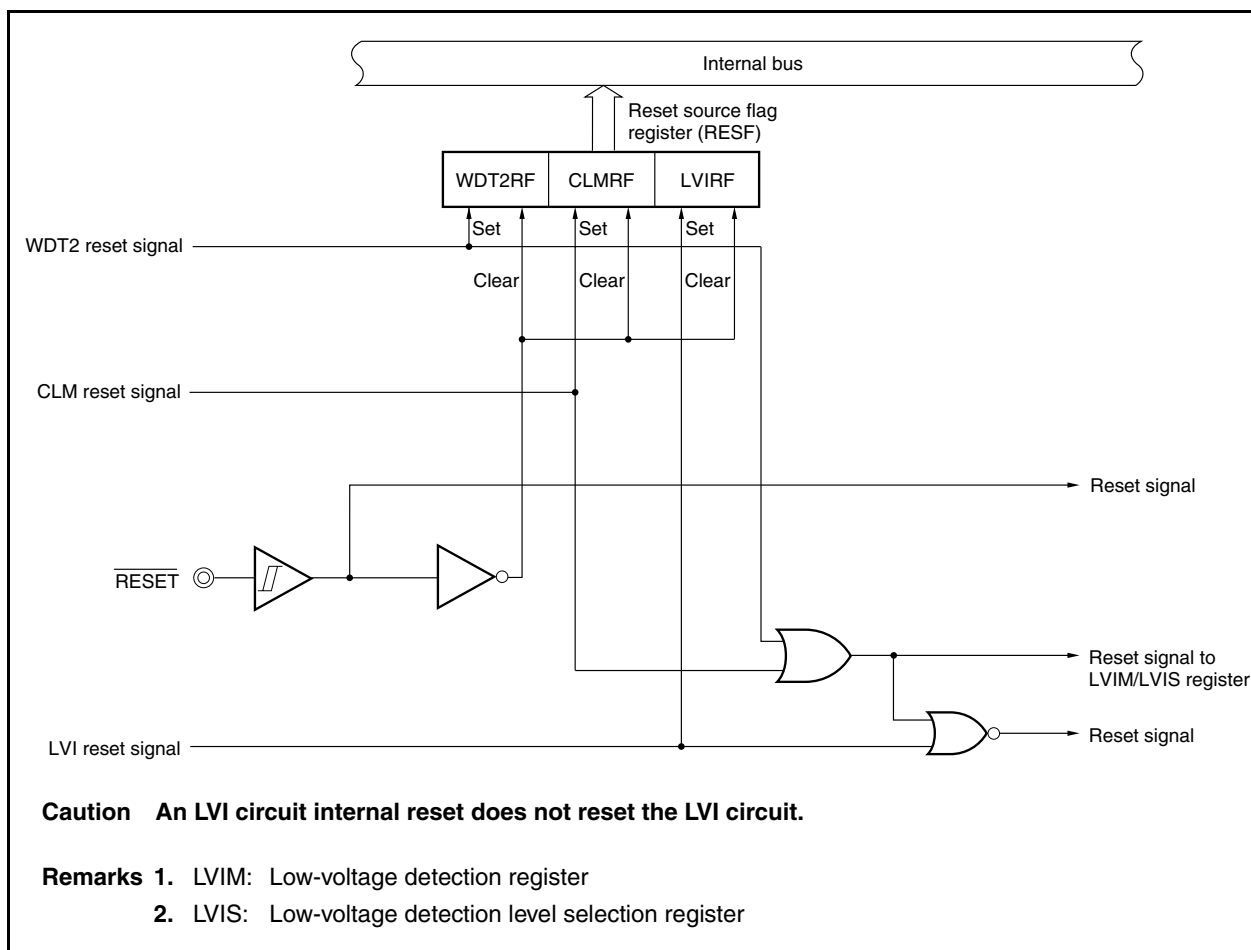 Internal bus
Reset source flag
register (RESF)
WDT2RF CLMRF LVIRF
Set Set Set
WDT2 reset signal
Clear Clear Clear
CLM reset signal
Reset signal
RESET
Reset signal to
LVIM/LVIS register
LVI reset signal
Reset signal
Caution An LVI circuit internal reset does not reset the LVI circuit.
Remarks 1. LVIM: Low-voltage detection register
2. LVIS: Low-voltage detection level selection register